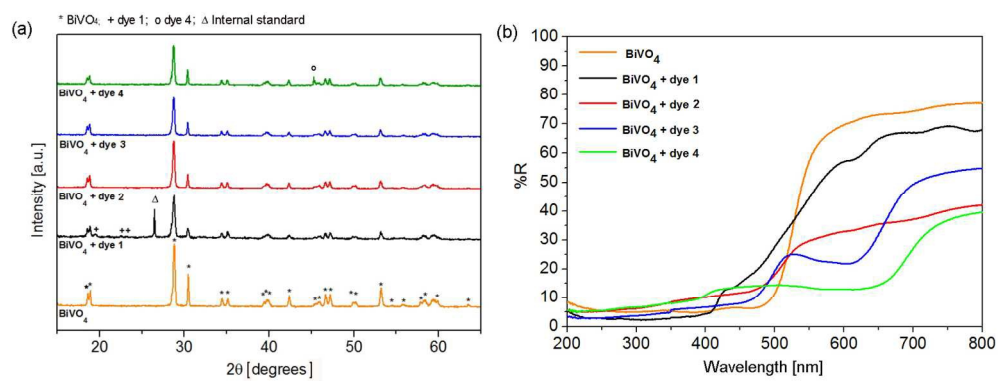 * BiVO₄; + dye 1; o dye 4; Δ Internal standard
(a)
Intensity [a.u.]
o
BiVO₄ + dye 4
BiVO₄ + dye 3
BiVO₄ + dye 2
Δ
+ ++
BiVO₄ + dye 1
* * * * * * * * * * * * * * * * * * * * * *
BiVO₄
20 30 40 50 60
2θ [degrees]
(b)
BiVO₄
BiVO₄ + dye 1
BiVO₄ + dye 2
BiVO₄ + dye 3
BiVO₄ + dye 4
%R
100
90
80
70
60
50
40
30
20
10
0
200 300 400 500 600 700 800
Wavelength [nm]